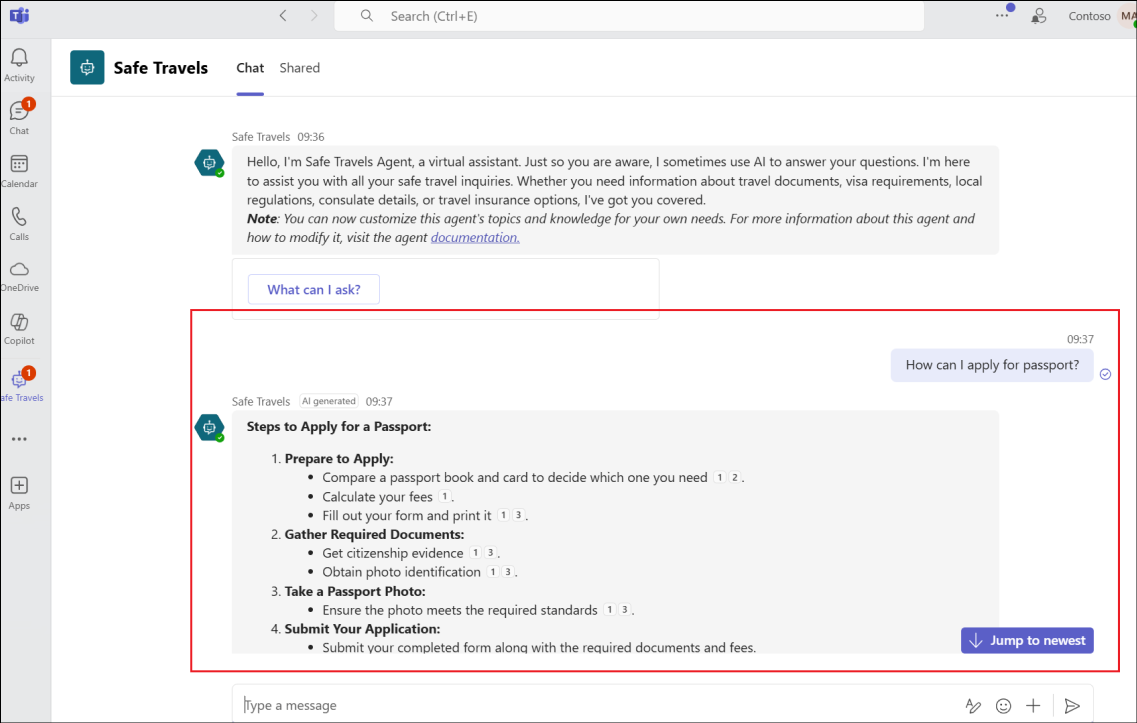 Search (Ctrl+E)
Contoso
MA
Activity
1
Chat
Calendar
Calls
OneDrive
Copilot
1
afe Travels
Apps
Safe Travels Chat Shared
Safe Travels 09:36
Hello, I'm Safe Travels Agent, a virtual assistant. Just so you are aware, I sometimes use AI to answer your questions. I'm here
to assist you with all your safe travel inquiries. Whether you need information about travel documents, visa requirements, local
regulations, consulate details, or travel insurance options, I've got you covered.
Note: You can now customize this agent's topics and knowledge for your own needs. For more information about this agent and
how to modify it, visit the agent documentation.
What can I ask?
09:37
How can I apply for passport?
Safe Travels AI generated 09:37
Steps to Apply for a Passport:
1. Prepare to Apply:
• Compare a passport book and card to decide which one you need 1 2.
• Calculate your fees 1.
• Fill out your form and print it 1 3.
2. Gather Required Documents:
• Get citizenship evidence 1 3.
• Obtain photo identification 1 3.
3. Take a Passport Photo:
• Ensure the photo meets the required standards 1 3.
4. Submit Your Application:
• Submit your completed form along with the required documents and fees.
Jump to newest
Type a message